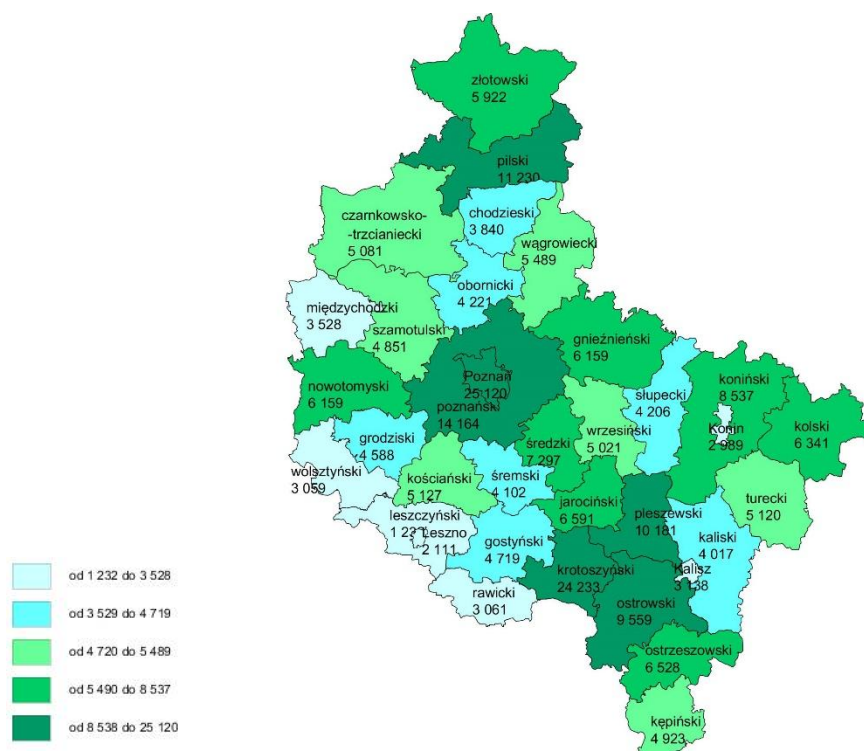 złotowski
5 922
pilski
11 230
chodzieski
3 840
czarnkowsko-
-trzcianecki
5 081
wągrowiecki
5 489
obornicki
4 221
międzychodzki
3 528
szamotulski
4 851
gnieźnieński
6 159
Poznań
25 120
poznański
14 164
nowotomyski
6 159
słupecki
4 206
koniński
8 537
Konin
2 989
kolski
6 341
wrzesiński
5 021
średzki
7 297
grodziski
4 588
wolsztyński
3 059
kościański
5 127
śremski
4 102
jarociński
6 591
turecki
5 120
pleszewski
10 181
kaliski
4 017
leszczyński
Leszno
2 111
gostyński
4 719
krotoszyński
24 233
Kalisz
3 138
rawicki
3 061
ostrowski
9 559
ostrzeszowski
6 528
kępiński
4 923
od 1 232 do 3 528
od 3 529 do 4 719
od 4 720 do 5 489
od 5 490 do 8 537
od 8 538 do 25 120